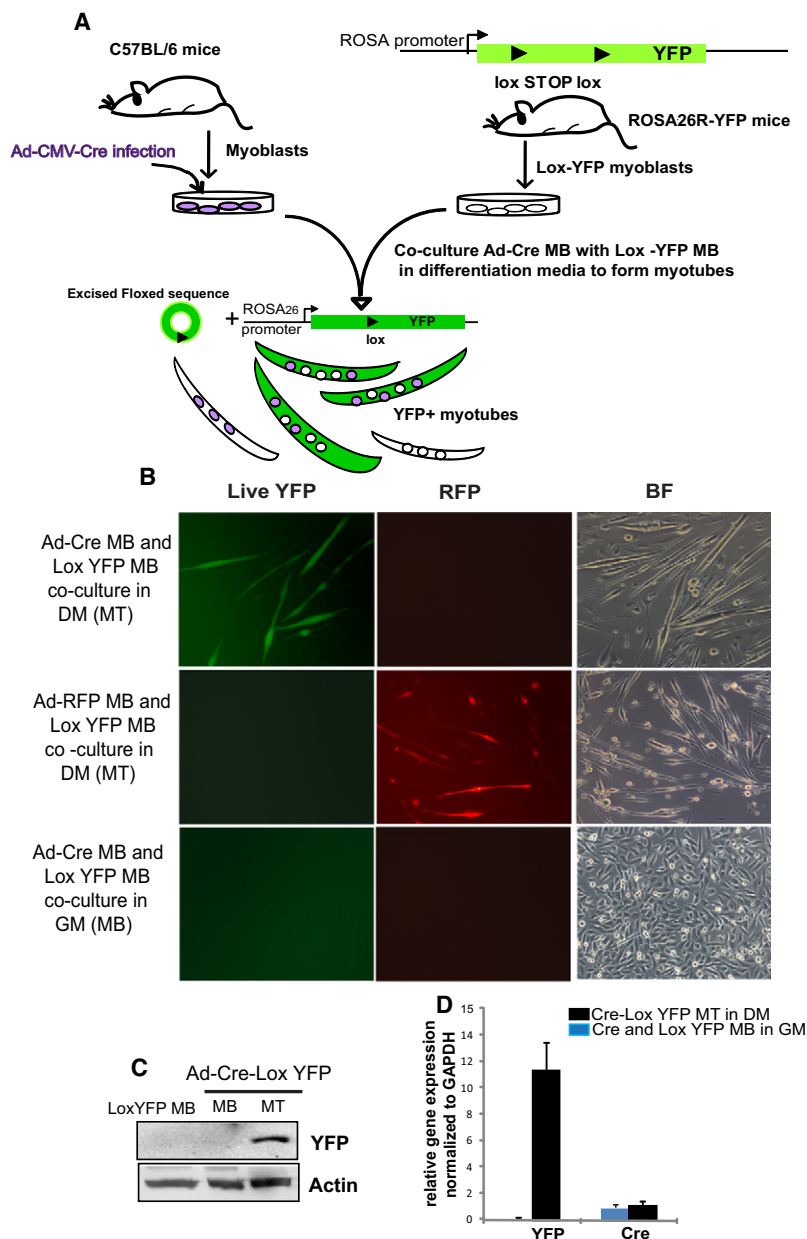 A
C57BL/6 mice
ROSA promoter
YFP
lox STOP lox
ROSA26R-YFP mice
Ad-CMV-Cre infection
Myoblasts
Lox-YFP myoblasts
Co-culture Ad-Cre MB with Lox -YFP MB
in differentiation media to form myotubes
Excised Floxed sequence
+
ROSA26
promoter
YFP
lox
YFP+ myotubes
B
Live YFP
RFP
BF
Ad-Cre MB and
Lox YFP MB
co-culture in
DM (MT)
Ad-RFP MB and
Lox YFP MB
co -culture in
DM (MT)
Ad-Cre MB and
Lox YFP MB
co-culture in
GM (MB)
C
Ad-Cre-Lox YFP
LoxYFP MB
MB
MT
YFP
Actin
D
Cre-Lox YFP MT in DM
Cre and Lox YFP MB in GM
relative gene expression
normalized to GAPDH
15
14
12
10
8
6
4
2
0
YFP
Cre